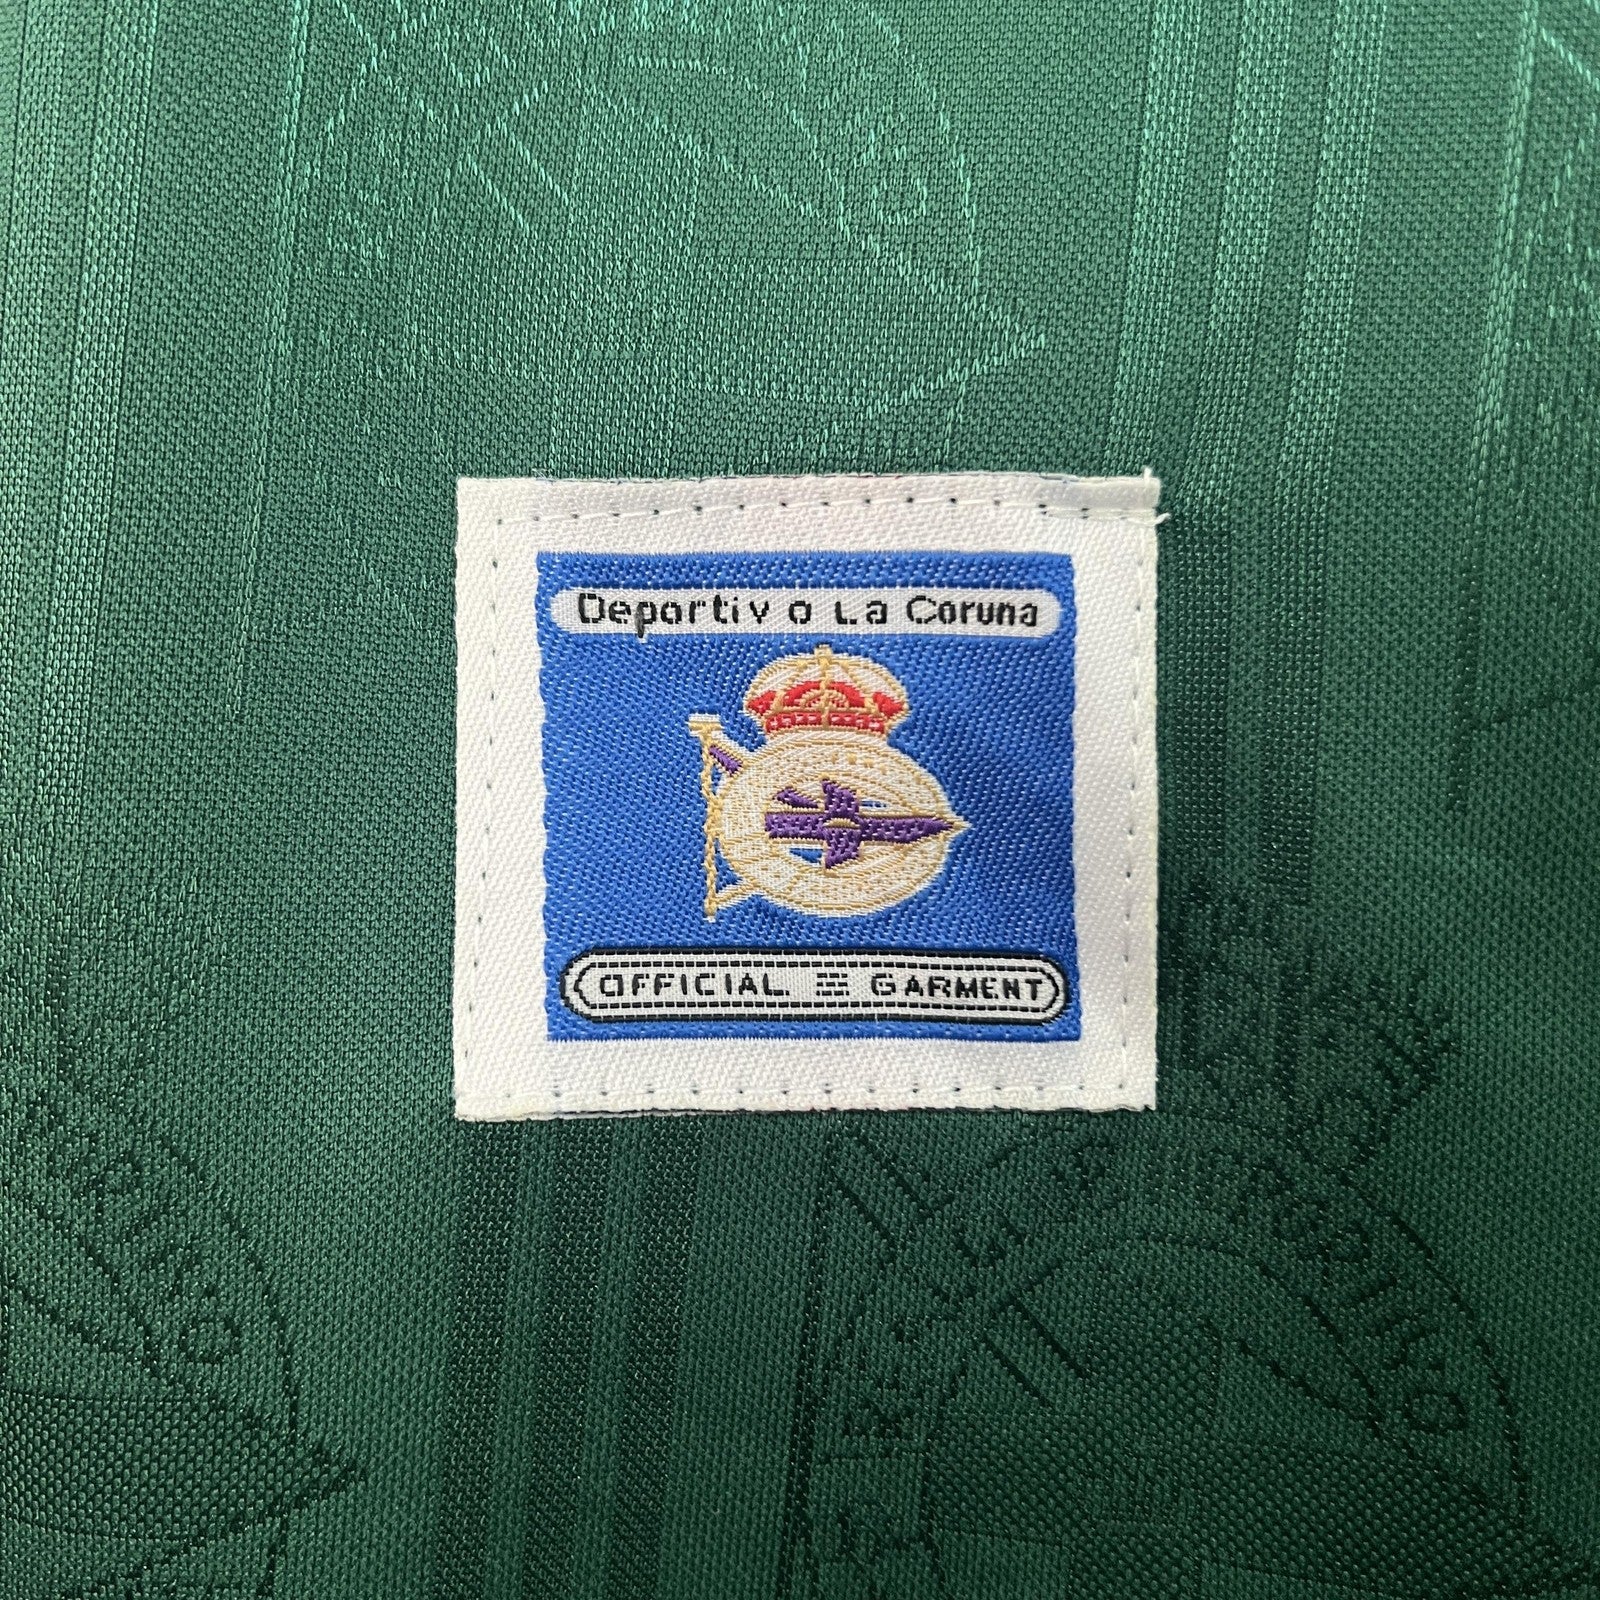 Deportiv o La Coruna
OFFICIAL GARMENT